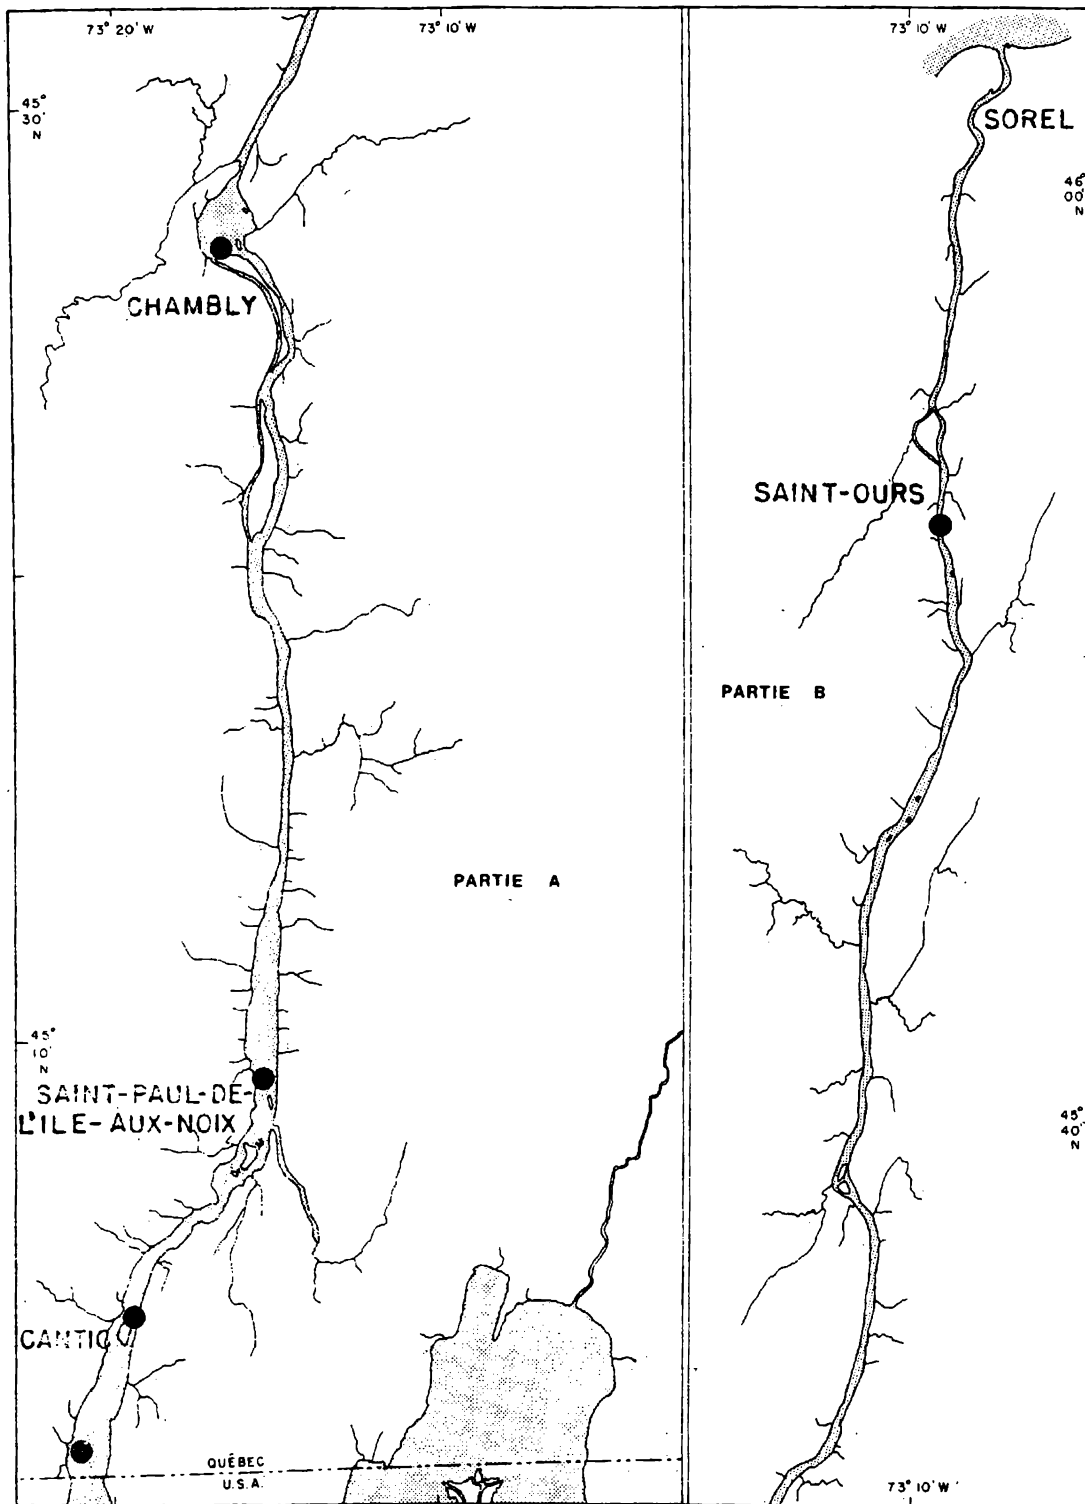 73° 20' W
73° 10' W
45°
30'
N
CHAMBLY
PARTIE A
45°
10'
N
SAINT-PAUL-DE-
L'ILE-AUX-NOIX
CANTIC
QUÉBEC
U.S.A.
73° 10' W
SOREL
46°
00'
N
SAINT-OURS
PARTIE B
45°
40'
N
73° 10' W